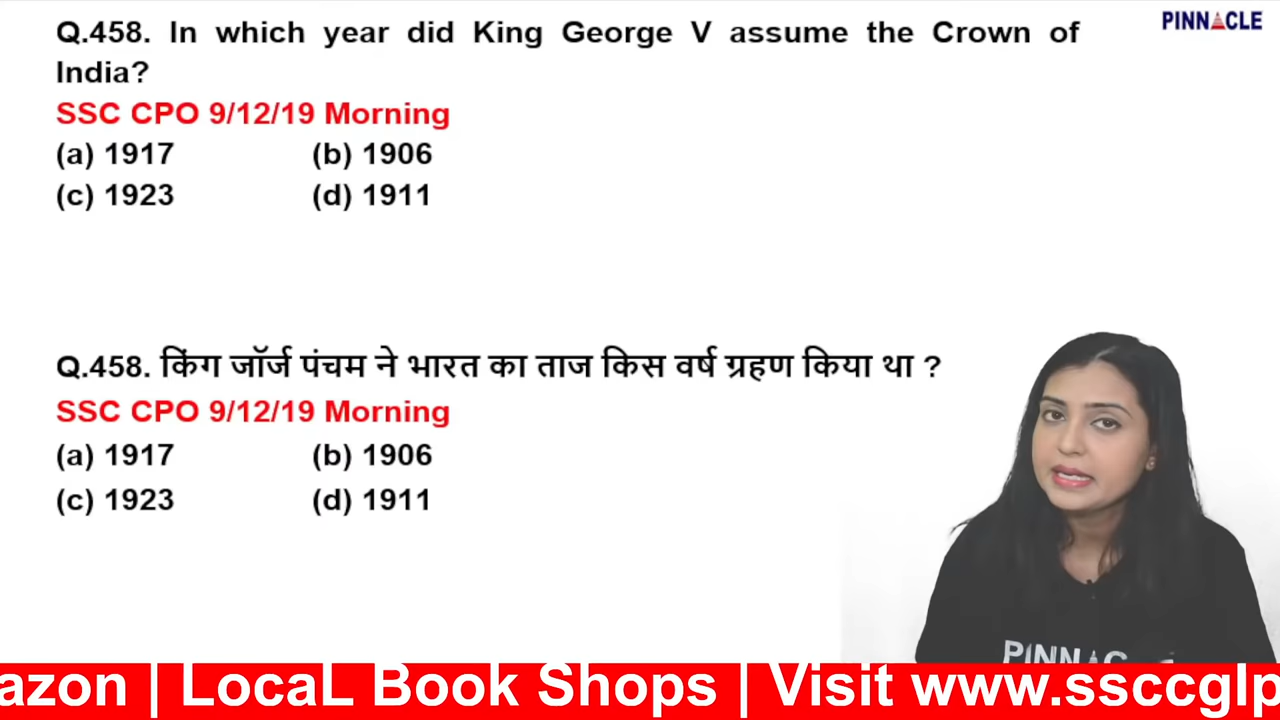 PINNACLE
Q.458. In which year did King George V assume the Crown of
India?
SSC CPO 9/12/19 Morning
(a) 1917 (b) 1906
(c) 1923 (d) 1911
Q.458. किंग जॉर्ज पंचम ने भारत का ताज किस वर्ष ग्रहण किया था ?
SSC CPO 9/12/19 Morning
(a) 1917 (b) 1906
(c) 1923 (d) 1911
PINNAC
azon | LocaL Book Shops | Visit www.ssccglp